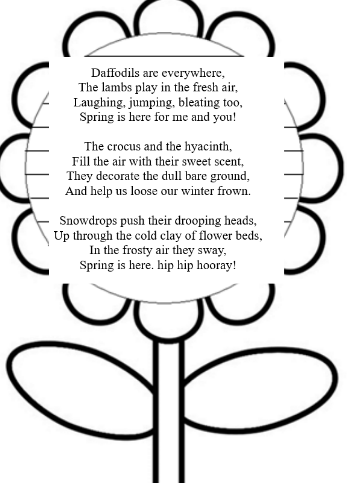 Daffodils are everywhere,
The lambs play in the fresh air,
Laughing, jumping, bleating too,
Spring is here for me and you!
The crocus and the hyacinth,
Fill the air with their sweet scent,
They decorate the dull bare ground,
And help us loose our winter frown.
Snowdrops push their drooping heads,
Up through the cold clay of flower beds,
In the frosty air they sway,
Spring is here. hip hip hooray!